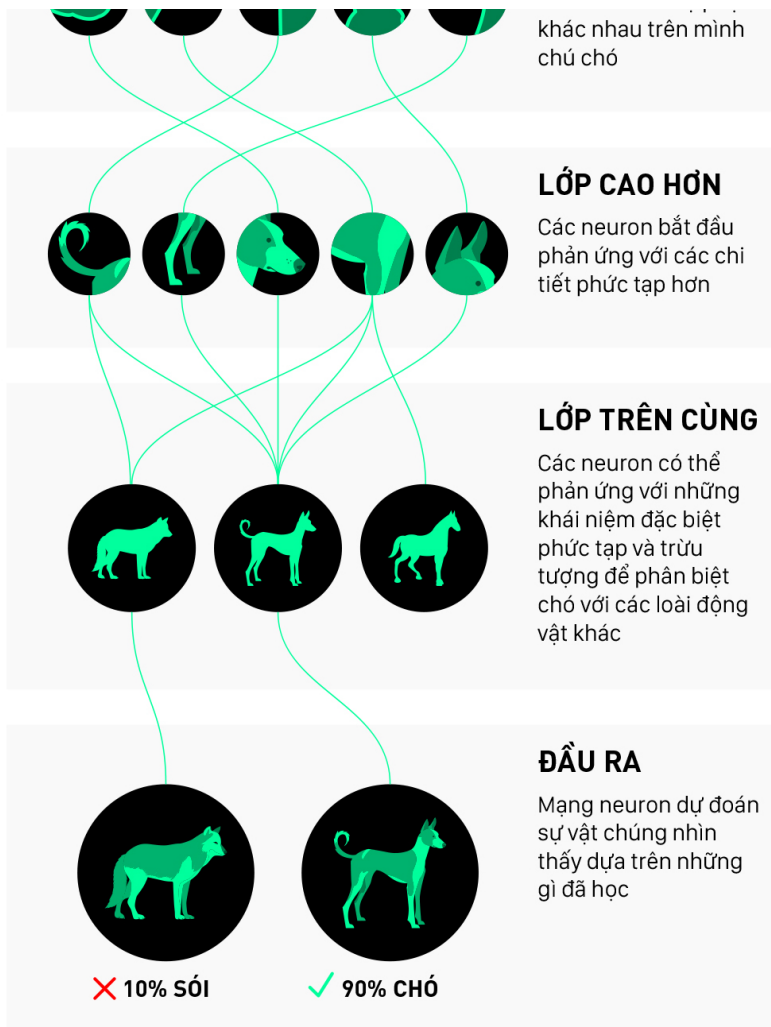 khác nhau trên mình
chú chó
LỚP CAO HƠN
Các neuron bắt đầu
phản ứng với các chi
tiết phức tạp hơn
LỚP TRÊN CÙNG
Các neuron có thể
phản ứng với những
khái niệm đặc biệt
phức tạp và trừu
tượng để phân biệt
chó với các loài động
vật khác
ĐẦU RA
Mạng neuron dự đoán
sự vật chúng nhìn
thấy dựa trên những
gì đã học
10% SÓI
90% CHÓ